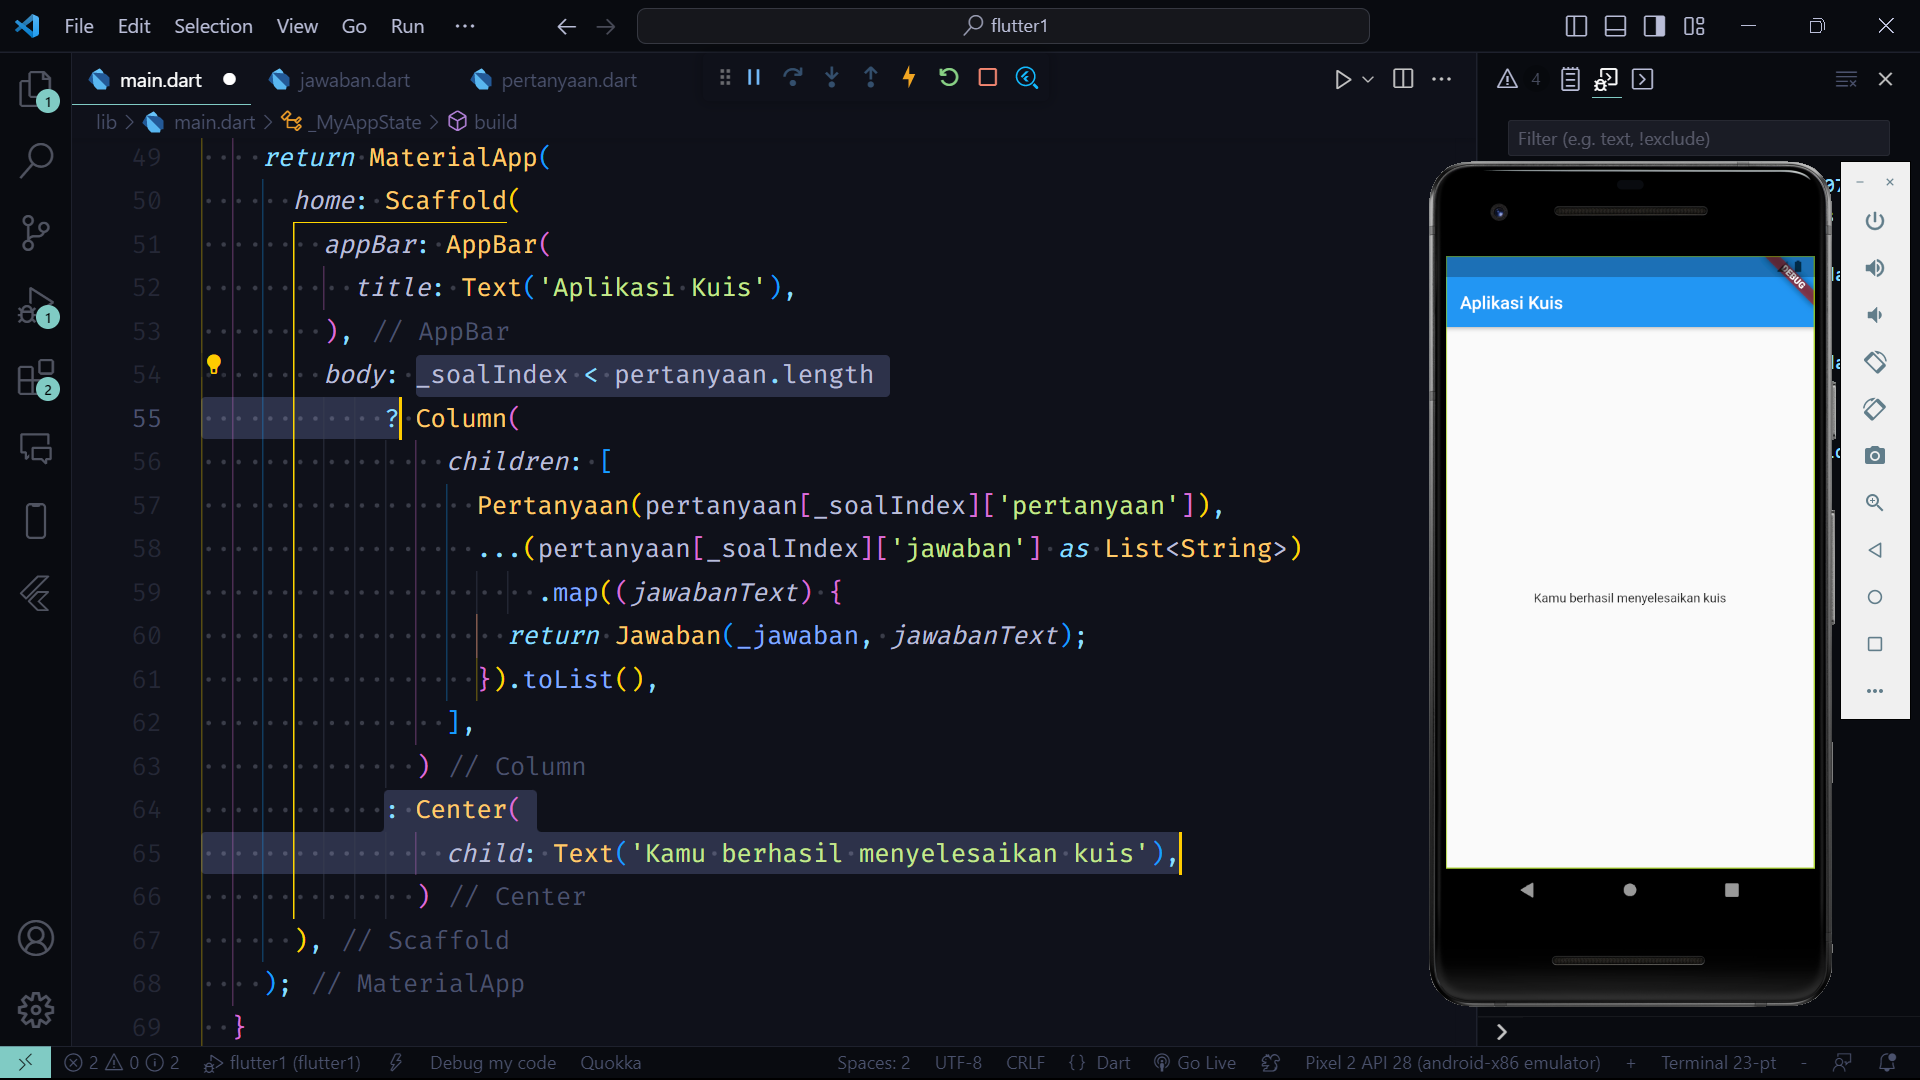 File Edit Selection View Go Run ···
flutter1
main.dart
jawaban.dart
pertanyaan.dart
4
lib > main.dart > _MyAppState > build
Filter (e.g. text, !exclude)
49 return MaterialApp(
50 home: Scaffold(
51 appBar: AppBar(
52 title: Text('Aplikasi Kuis'),
53 ), // AppBar
54 body: _soalIndex < pertanyaan.length
55 ? Column(
56 children: [
57 Pertanyaan(pertanyaan[_soalIndex]['pertanyaan']),
58 ...(pertanyaan[_soalIndex]['jawaban'] as List<String>)
59 .map((jawabanText) {
60 return Jawaban(_jawaban, jawabanText);
61 }).toList(),
62 ],
63 ) // Column
64 : Center(
65 child: Text('Kamu berhasil menyelesaikan kuis'),
66 ) // Center
67 ), // Scaffold
68 ); // MaterialApp
69 }
1
1
2
DEBUG
Aplikasi Kuis
Kamu berhasil menyelesaikan kuis
2 0 2 flutter1 (flutter1) Debug my code Quokka Spaces: 2 UTF-8 CRLF {} Dart Go Live Pixel 2 API 28 (android-x86 emulator) + Terminal 23-pt -